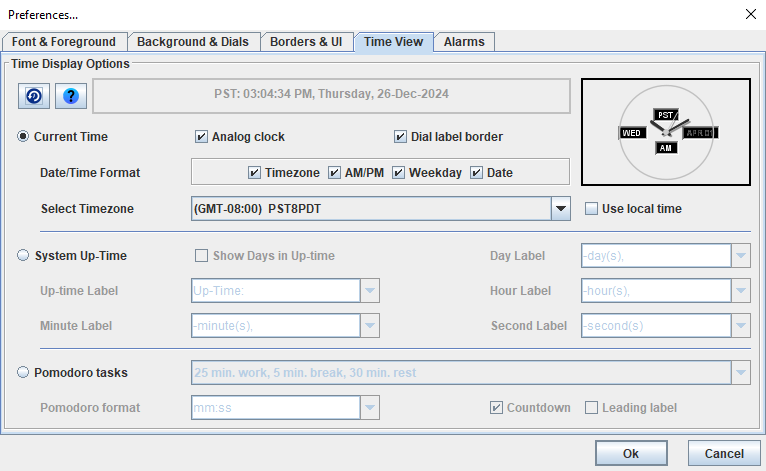 Preferences...
Font & Foreground Background & Dials Borders & UI Time View Alarms
Time Display Options
? PST: 03:04:34 PM, Thursday, 26-Dec-2024
PST
WED APR.01
AM
Current Time Analog clock Dial label border
Date/Time Format Timezone AM/PM Weekday Date
Select Timezone (GMT-08:00) PST8PDT Use local time
System Up-Time Show Days in Up-time Day Label -day(s),
Up-time Label Up-Time: Hour Label -hour(s),
Minute Label -minute(s), Second Label -second(s)
Pomodoro tasks 25 min. work, 5 min. break, 30 min. rest
Pomodoro format mm:ss Countdown Leading label
Ok Cancel